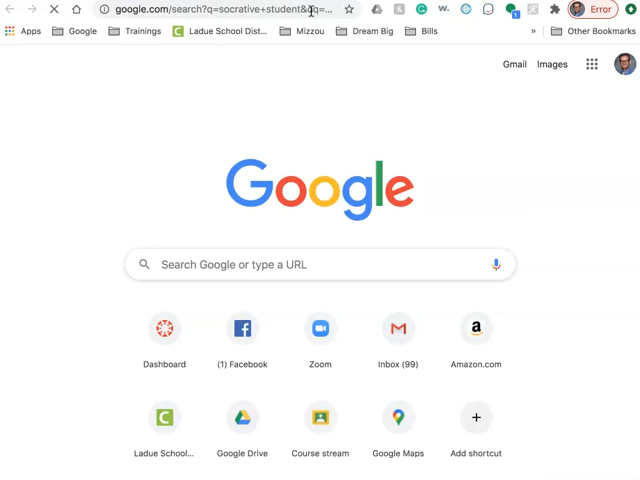 google.com/search?q=socrative+student&oq=...
Error
Apps Google Trainings Ladue School Dist... Mizzou Dream Big Bills » Other Bookmarks
Gmail Images
Google
Search Google or type a URL
Dashboard (1) Facebook Zoom Inbox (99) Amazon.com
Ladue School... Google Drive Course stream Google Maps Add shortcut